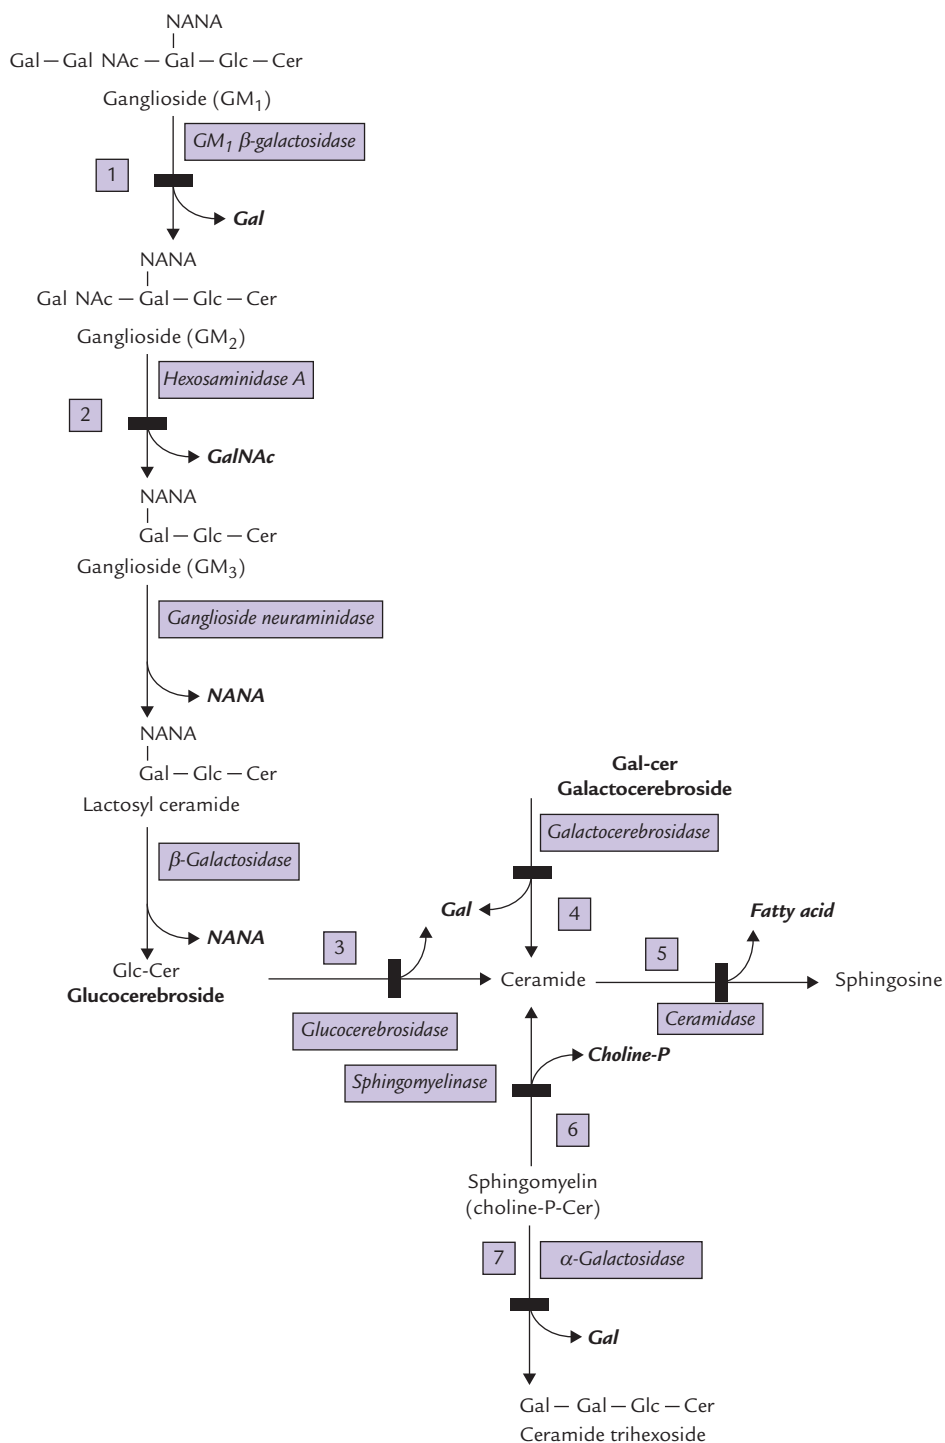 NANA
Gal — Gal NAc — Gal — Glc — Cer
Ganglioside (GM1)
GM1 β-galactosidase
1
Gal
NANA
Gal NAc — Gal — Glc — Cer
Ganglioside (GM2)
Hexosaminidase A
2
GalNAc
NANA
Gal — Glc — Cer
Ganglioside (GM3)
Ganglioside neuraminidase
NANA
NANA
Gal — Glc — Cer
Lactosyl ceramide
β-Galactosidase
NANA
Glc-Cer
Glucocerebroside
Gal-cer
Galactocerebroside
Galactocerebrosidase
Gal
4
Fatty acid
3
5
Ceramide
Sphingosine
Glucocerebrosidase
Ceramidase
Choline-P
Sphingomyelinase
6
Sphingomyelin
(choline-P-Cer)
7
α-Galactosidase
Gal
Gal — Gal — Glc — Cer
Ceramide trihexoside